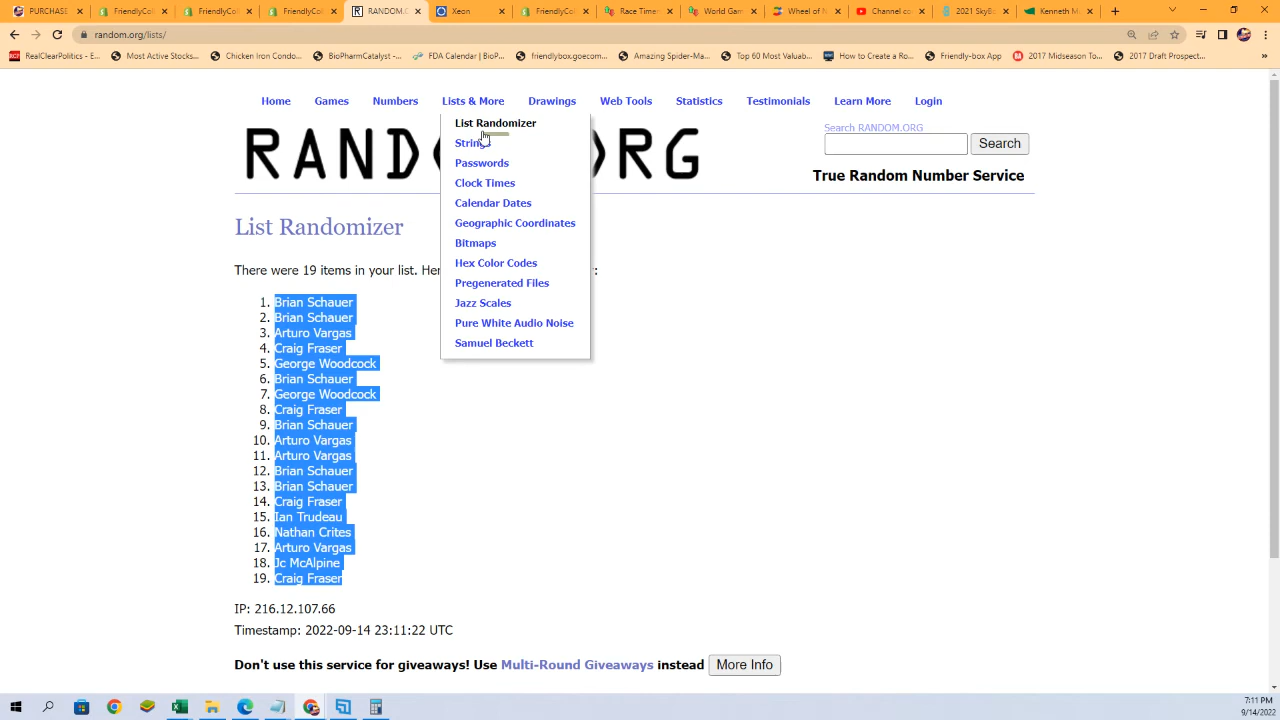 PURCHASE
FriendlyCol
FriendlyCol
FriendlyCol
RANDOM.O
Xeon
FriendlyCol
Race Timer
World Gam
Wheel of N
Channel co
2021 SkyB
Kenneth M
random.org/lists/
RealClearPolitics - E...
Most Active Stocks...
Chicken Iron Condo...
BioPharmCatalyst -...
FDA Calendar | BioP...
friendlybox.goecom...
Amazing Spider-Ma...
Top 60 Most Valuab...
How to Create a Ro...
Friendly-box App
2017 Midseason To...
2017 Draft Prospect...
Home Games Numbers Lists & More Drawings Web Tools Statistics Testimonials Learn More Login
List Randomizer
Strings
Passwords
Clock Times
Calendar Dates
Geographic Coordinates
Bitmaps
Hex Color Codes
Pregenerated Files
Jazz Scales
Pure White Audio Noise
Samuel Beckett
RAND RG
Search RANDOM.ORG
Search
True Random Number Service
List Randomizer
There were 19 items in your list. Her :
1. Brian Schauer
2. Brian Schauer
3. Arturo Vargas
4. Craig Fraser
5. George Woodcock
6. Brian Schauer
7. George Woodcock
8. Craig Fraser
9. Brian Schauer
10. Arturo Vargas
11. Arturo Vargas
12. Brian Schauer
13. Brian Schauer
14. Craig Fraser
15. Ian Trudeau
16. Nathan Crites
17. Arturo Vargas
18. Jc McAlpine
19. Craig Fraser
IP: 216.12.107.66
Timestamp: 2022-09-14 23:11:22 UTC
Don't use this service for giveaways! Use Multi-Round Giveaways instead More Info
7:11 PM
9/14/2022